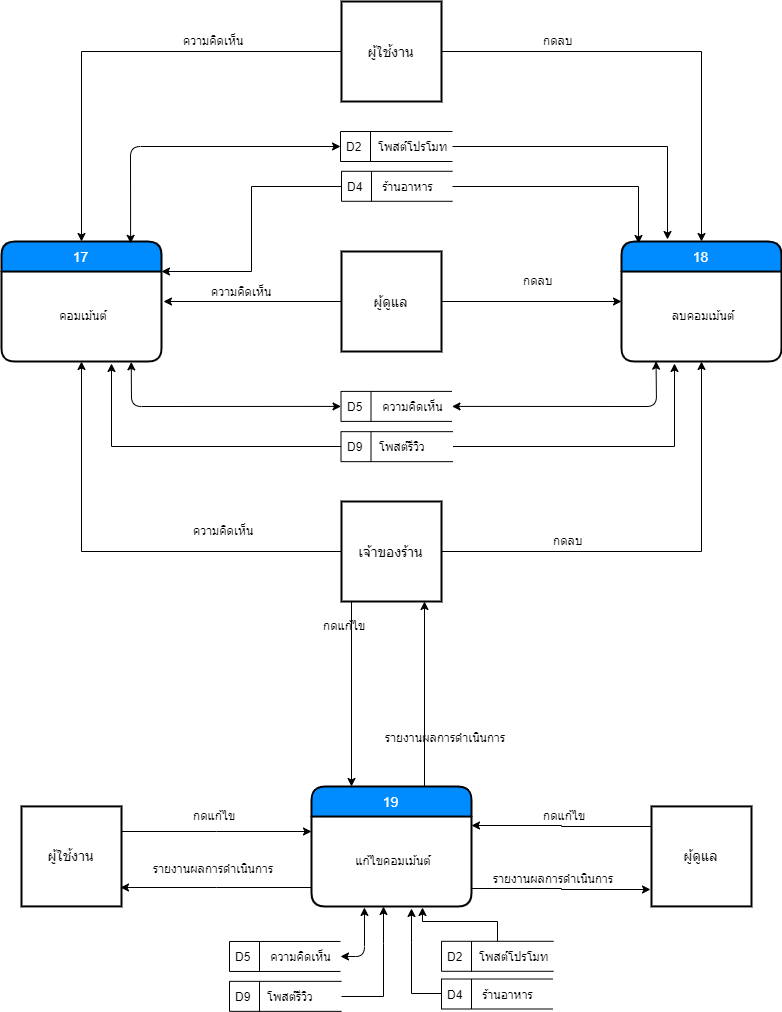 ความคิดเห็น
ผู้ใช้งาน
กดลบ
D2 โพสต์โปรโมท
D4 ร้านอาหาร
17
18
คอมเม้นต์
ความคิดเห็น
ผู้ดูแล
กดลบ
ลบคอมเม้นต์
D5 ความคิดเห็น
D9 โพสต์รีวิว
ความคิดเห็น
เจ้าของร้าน
กดลบ
กดแก้ไข
รายงานผลการดำเนินการ
19
กดแก้ไข
กดแก้ไข
ผู้ใช้งาน
แก้ไขคอมเม้นต์
ผู้ดูแล
รายงานผลการดำเนินการ
รายงานผลการดำเนินการ
D5 ความคิดเห็น
D2 โพสต์โปรโมท
D9 โพสต์รีวิว
D4 ร้านอาหาร